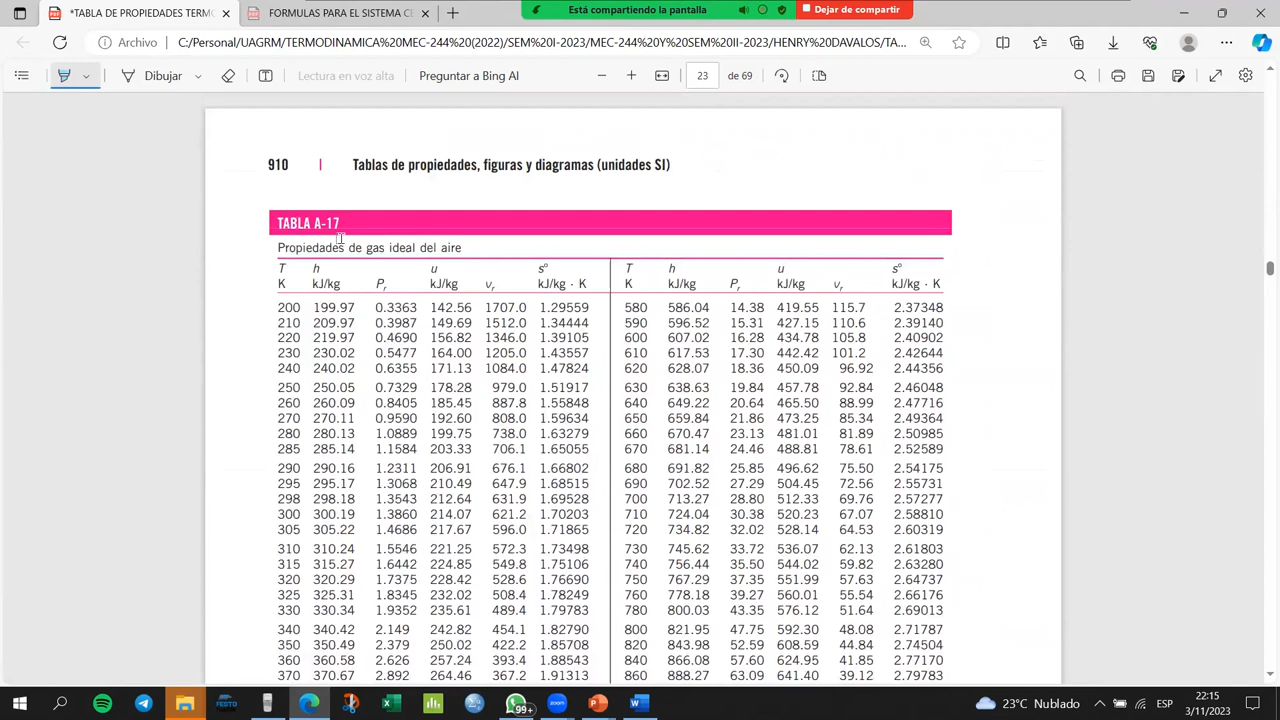 *TABLA DE PROPIEDADES TERMO
FORMULAS PARA EL SISTEMA CE
Está compartiendo la pantalla
Dejar de compartir
Archivo
C:/Personal/UAGRM/TERMODINAMICA%20MEC-244%20(2022)/SEM%20I-2023/MEC-244%20Y%20SEM%20II-2023/HENRY%20DAVALOS/TA...
Dibujar
Lectura en voz alta
Preguntar a Bing AI
23 de 69
910 | Tablas de propiedades, figuras y diagramas (unidades SI)
TABLA A-17
Propiedades de gas ideal del aire
T h u s° T h u s°
K kJ/kg Pr kJ/kg vr kJ/kg · K K kJ/kg Pr kJ/kg vr kJ/kg · K
200 199.97 0.3363 142.56 1707.0 1.29559 580 586.04 14.38 419.55 115.7 2.37348
210 209.97 0.3987 149.69 1512.0 1.34444 590 596.52 15.31 427.15 110.6 2.39140
220 219.97 0.4690 156.82 1346.0 1.39105 600 607.02 16.28 434.78 105.8 2.40902
230 230.02 0.5477 164.00 1205.0 1.43557 610 617.53 17.30 442.42 101.2 2.42644
240 240.02 0.6355 171.13 1084.0 1.47824 620 628.07 18.36 450.09 96.92 2.44356
250 250.05 0.7329 178.28 979.0 1.51917 630 638.63 19.84 457.78 92.84 2.46048
260 260.09 0.8405 185.45 887.8 1.55848 640 649.22 20.64 465.50 88.99 2.47716
270 270.11 0.9590 192.60 808.0 1.59634 650 659.84 21.86 473.25 85.34 2.49364
280 280.13 1.0889 199.75 738.0 1.63279 660 670.47 23.13 481.01 81.89 2.50985
285 285.14 1.1584 203.33 706.1 1.65055 670 681.14 24.46 488.81 78.61 2.52589
290 290.16 1.2311 206.91 676.1 1.66802 680 691.82 25.85 496.62 75.50 2.54175
295 295.17 1.3068 210.49 647.9 1.68515 690 702.52 27.29 504.45 72.56 2.55731
298 298.18 1.3543 212.64 631.9 1.69528 700 713.27 28.80 512.33 69.76 2.57277
300 300.19 1.3860 214.07 621.2 1.70203 710 724.04 30.38 520.23 67.07 2.58810
305 305.22 1.4686 217.67 596.0 1.71865 720 734.82 32.02 528.14 64.53 2.60319
310 310.24 1.5546 221.25 572.3 1.73498 730 745.62 33.72 536.07 62.13 2.61803
315 315.27 1.6442 224.85 549.8 1.75106 740 756.44 35.50 544.02 59.82 2.63280
320 320.29 1.7375 228.42 528.6 1.76690 750 767.29 37.35 551.99 57.63 2.64737
325 325.31 1.8345 232.02 508.4 1.78249 760 778.18 39.27 560.01 55.54 2.66176
330 330.34 1.9352 235.61 489.4 1.79783 780 800.03 43.35 576.12 51.64 2.69013
340 340.42 2.149 242.82 454.1 1.82790 800 821.95 47.75 592.30 48.08 2.71787
350 350.49 2.379 250.02 422.2 1.85708 820 843.98 52.59 608.59 44.84 2.74504
360 360.58 2.626 257.24 393.4 1.88543 840 866.08 57.60 624.95 41.85 2.77170
370 370.67 2.892 264.46 367.2 1.91313 860 888.27 63.09 641.40 39.12 2.79783
FESTO
99+
zoom
23°C Nublado
ESP
22:15
3/11/2023